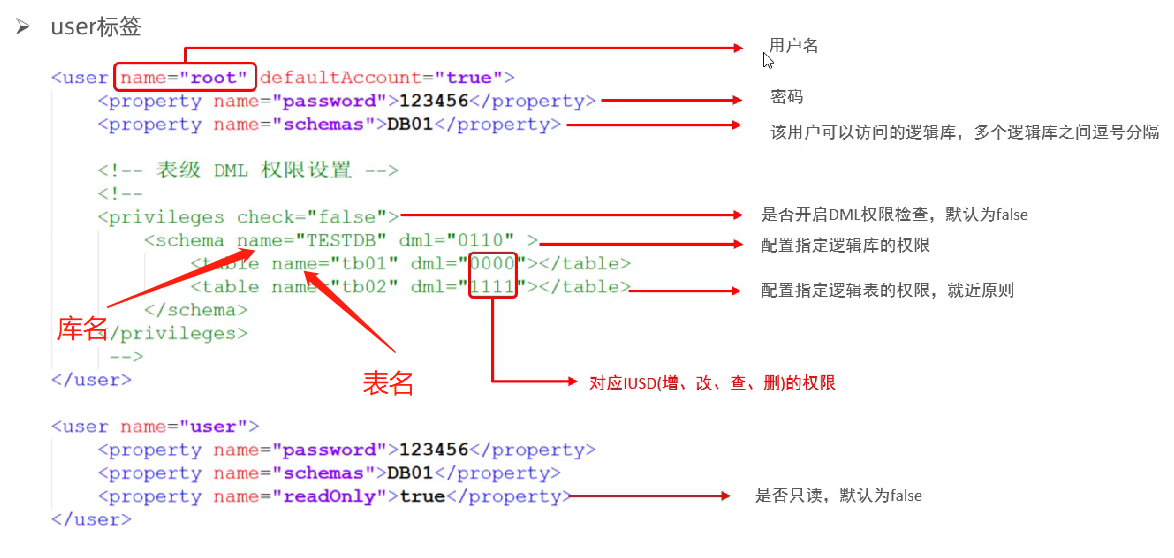 user标签
用户名
<user name="root" defaultAccount="true">
<property name="password">123456</property>
密码
<property name="schemas">DB01</property>
该用户可以访问的逻辑库，多个逻辑库之间逗号分隔
<!-- 表级 DML 权限设置 -->
<!--
<privileges check="false">
是否开启DML权限检查，默认为false
<schema name="TESTDB" dml="0110" >
配置指定逻辑库的权限
<table name="tb01" dml="0000"></table>
<table name="tb02" dml="1111"></table>
配置指定逻辑表的权限，就近原则
</schema>
库名
</privileges>
-->
</user>
表名
对应IUSD(增、改、查、删)的权限
<user name="user">
<property name="password">123456</property>
<property name="schemas">DB01</property>
<property name="readOnly">true</property>
是否只读，默认为false
</user>